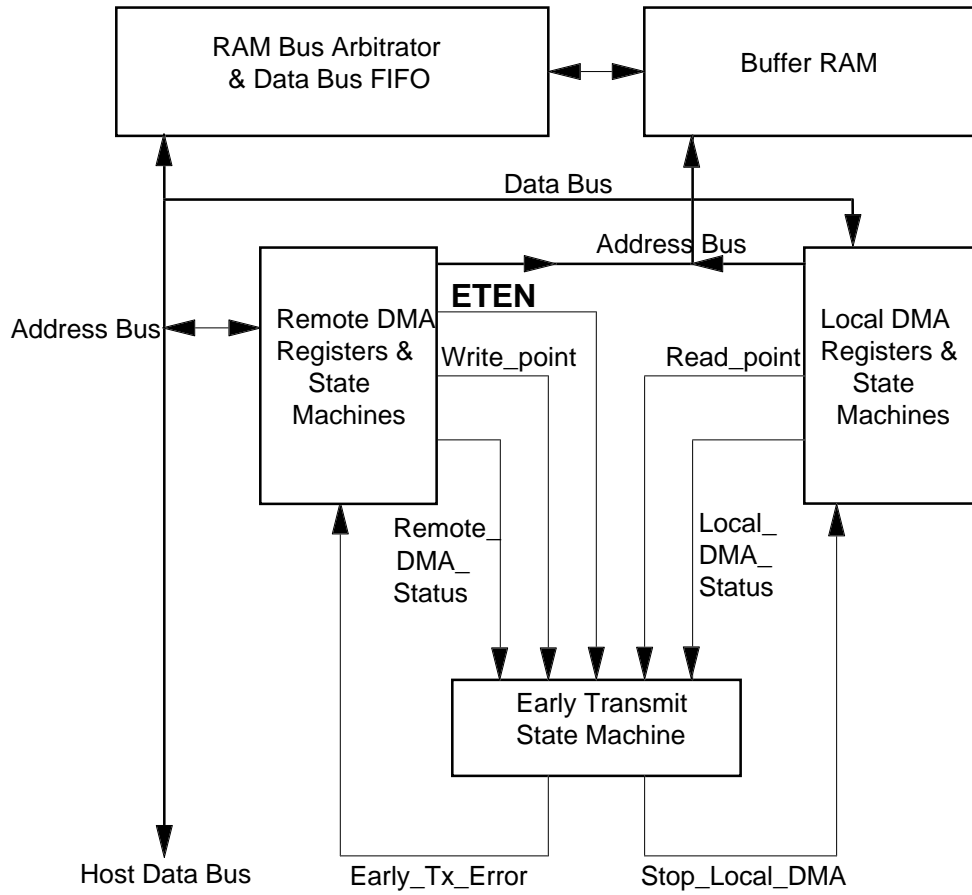 RAM Bus Arbitrator
& Data Bus FIFO
Buffer RAM
Data Bus
Address Bus
ETEN
Address Bus
Remote DMA
Registers &
State
Machines
Write_point
Read_point
Local DMA
Registers &
State
Machines
Remote_
DMA_
Status
Local_
DMA_
Status
Early Transmit
State Machine
Host Data Bus
Early_Tx_Error
Stop_Local_DMA